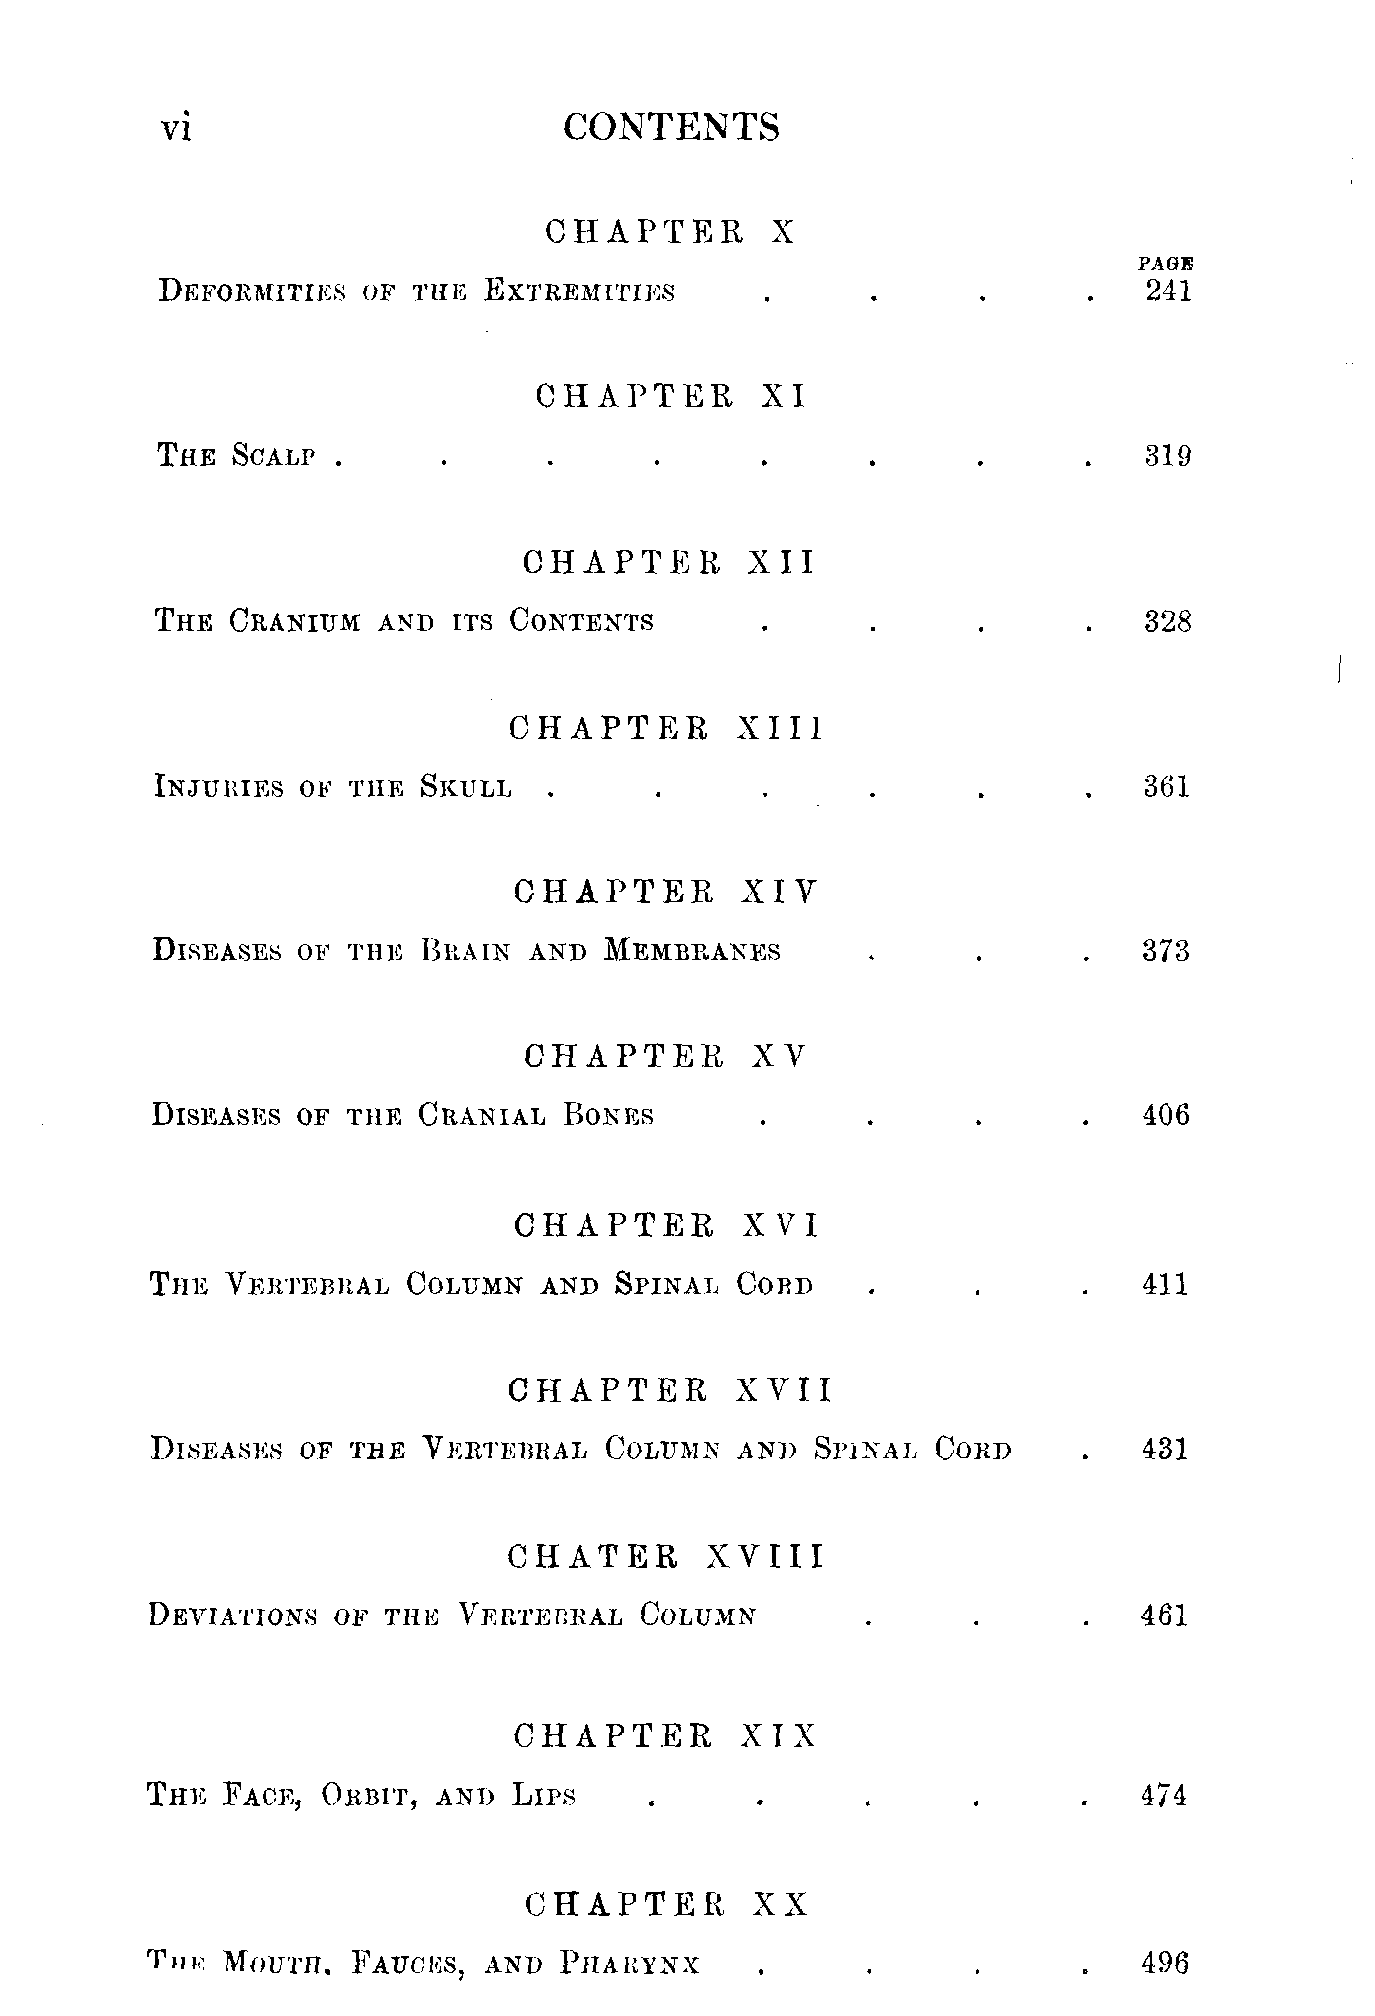 vi CONTENTS
CHAPTER X
PAGE
DEFORMITIES OF THE EXTREMITIES . . . . 241
CHAPTER XI
THE SCALP . . . . . . . . 319
CHAPTER XII
THE CRANIUM AND ITS CONTENTS . . . . 328
CHAPTER XIII
INJURIES OF THE SKULL . . . . . . 361
CHAPTER XIV
DISEASES OF THE BRAIN AND MEMBRANES . . . 373
CHAPTER XV
DISEASES OF THE CRANIAL BONES . . . . 406
CHAPTER XVI
THE VERTEBRAL COLUMN AND SPINAL CORD . . . 411
CHAPTER XVII
DISEASES OF THE VERTEBRAL COLUMN AND SPINAL CORD . 431
CHATER XVIII
DEVIATIONS OF THE VERTEBRAL COLUMN . . . 461
CHAPTER XIX
THE FACE, ORBIT, AND LIPS . . . . . 474
CHAPTER XX
THE MOUTH, FAUCES, AND PHARYNX . . . . 496